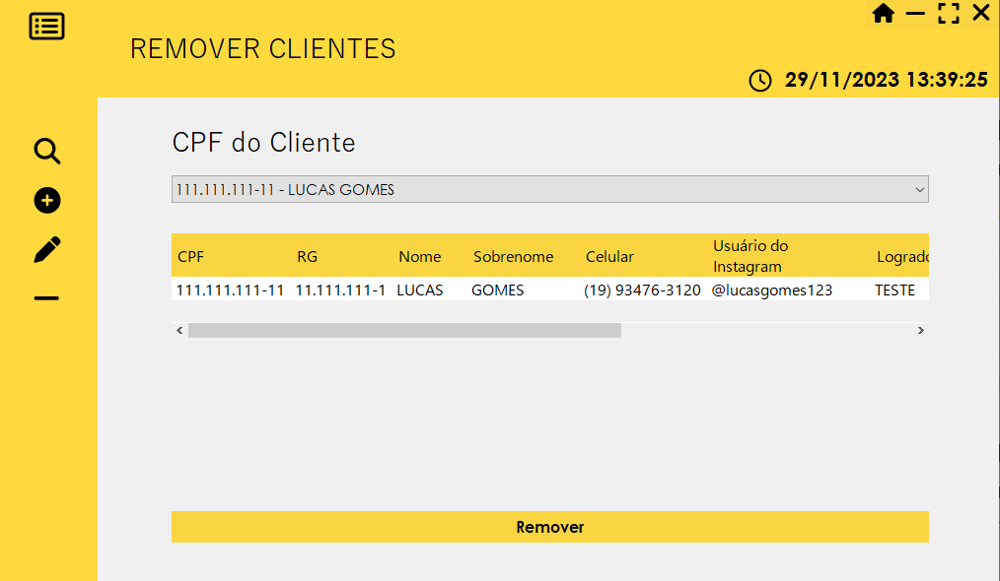 REMOVER CLIENTES
29/11/2023 13:39:25
CPF do Cliente
111.111.111-11 - LUCAS GOMES
CPF RG Nome Sobrenome Celular Usuário do Instagram Lograd
111.111.111-11 11.111.111-1 LUCAS GOMES (19) 93476-3120 @lucasgomes123 TESTE
Remover